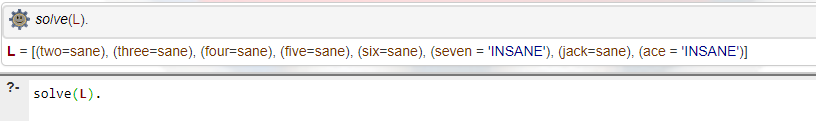 solve(L).
L = [(two=sane), (three=sane), (four=sane), (five=sane), (six=sane), (seven = 'INSANE'), (jack=sane), (ace = 'INSANE')]
?- solve(L).